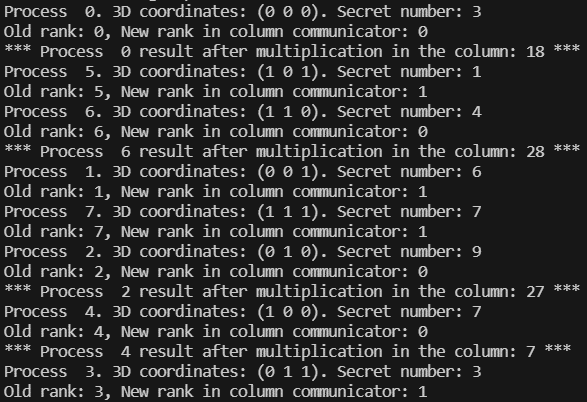 Process  0. 3D coordinates: (0 0 0). Secret number: 3
Old rank: 0, New rank in column communicator: 0
*** Process  0 result after multiplication in the column: 18 ***
Process  5. 3D coordinates: (1 0 1). Secret number: 1
Old rank: 5, New rank in column communicator: 1
Process  6. 3D coordinates: (1 1 0). Secret number: 4
Old rank: 6, New rank in column communicator: 0
*** Process  6 result after multiplication in the column: 28 ***
Process  1. 3D coordinates: (0 0 1). Secret number: 6
Old rank: 1, New rank in column communicator: 1
Process  7. 3D coordinates: (1 1 1). Secret number: 7
Old rank: 7, New rank in column communicator: 1
Process  2. 3D coordinates: (0 1 0). Secret number: 9
Old rank: 2, New rank in column communicator: 0
*** Process  2 result after multiplication in the column: 27 ***
Process  4. 3D coordinates: (1 0 0). Secret number: 7
Old rank: 4, New rank in column communicator: 0
*** Process  4 result after multiplication in the column: 7 ***
Process  3. 3D coordinates: (0 1 1). Secret number: 3
Old rank: 3, New rank in column communicator: 1